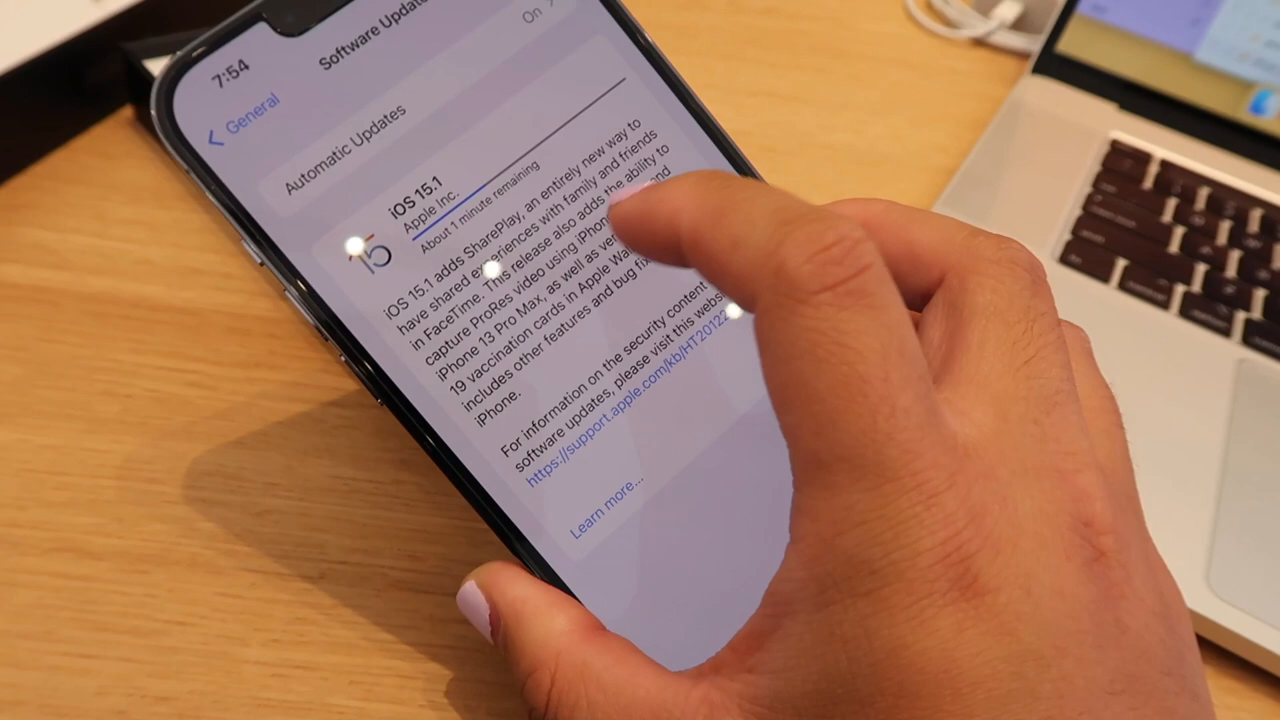 7:54
Software Update
General
Automatic Updates
On
15
iOS 15.1
Apple Inc.
About 1 minute remaining
iOS 15.1 adds SharePlay, an entirely new way to
have shared experiences with family and friends
in FaceTime. This release also adds the ability to
capture ProRes video using iPhone and
iPhone 13 Pro Max, as well as
19 vaccination cards in Apple
includes other features and bug
iPhone.
For information on the security content
software updates, please visit this
https://support.apple.com/kb/HT20122
Learn more...